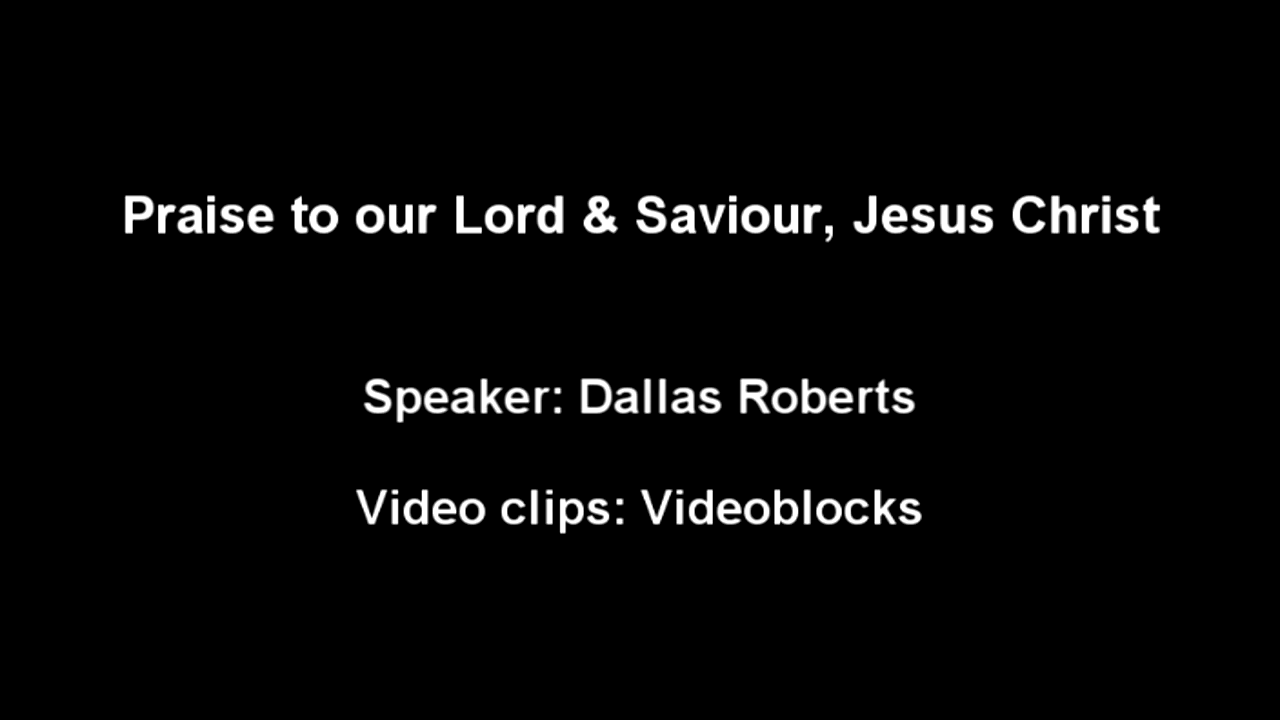 Praise to our Lord & Saviour, Jesus Christ
Speaker: Dallas Roberts
Video clips: Videoblocks